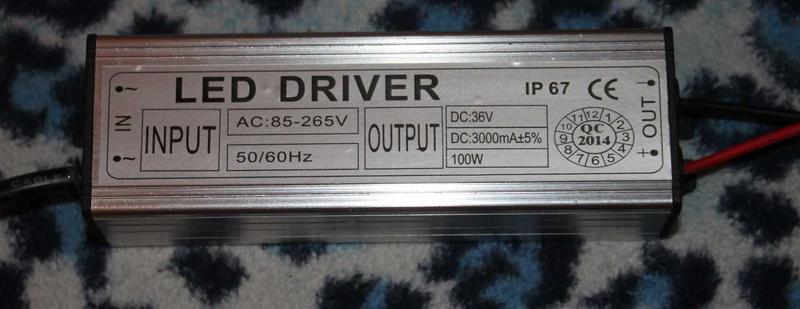 LED DRIVER
IP 67 CE
IN
INPUT
AC:85-265V
50/60Hz
OUTPUT
DC:36V
DC:3000mA±5%
100W
12 1 2 3 4 5 6 7 8 9 10 11
QC
2014
- OUT +